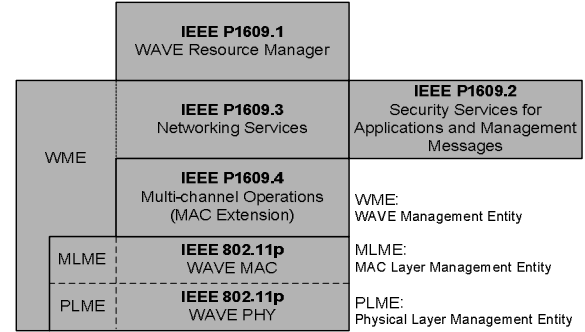 IEEE P1609.1
WAVE Resource Manager
IEEE P1609.3
Networking Services
IEEE P1609.2
Security Services for
Applications and Management
Messages
WME
IEEE P1609.4
Multi-channel Operations
(MAC Extension)
WME:
WAVE Management Entity
MLME
IEEE 802.11p
WAVE MAC
MLME:
MAC Layer Management Entity
PLME
IEEE 802.11p
WAVE PHY
PLME:
Physical Layer Management Entity